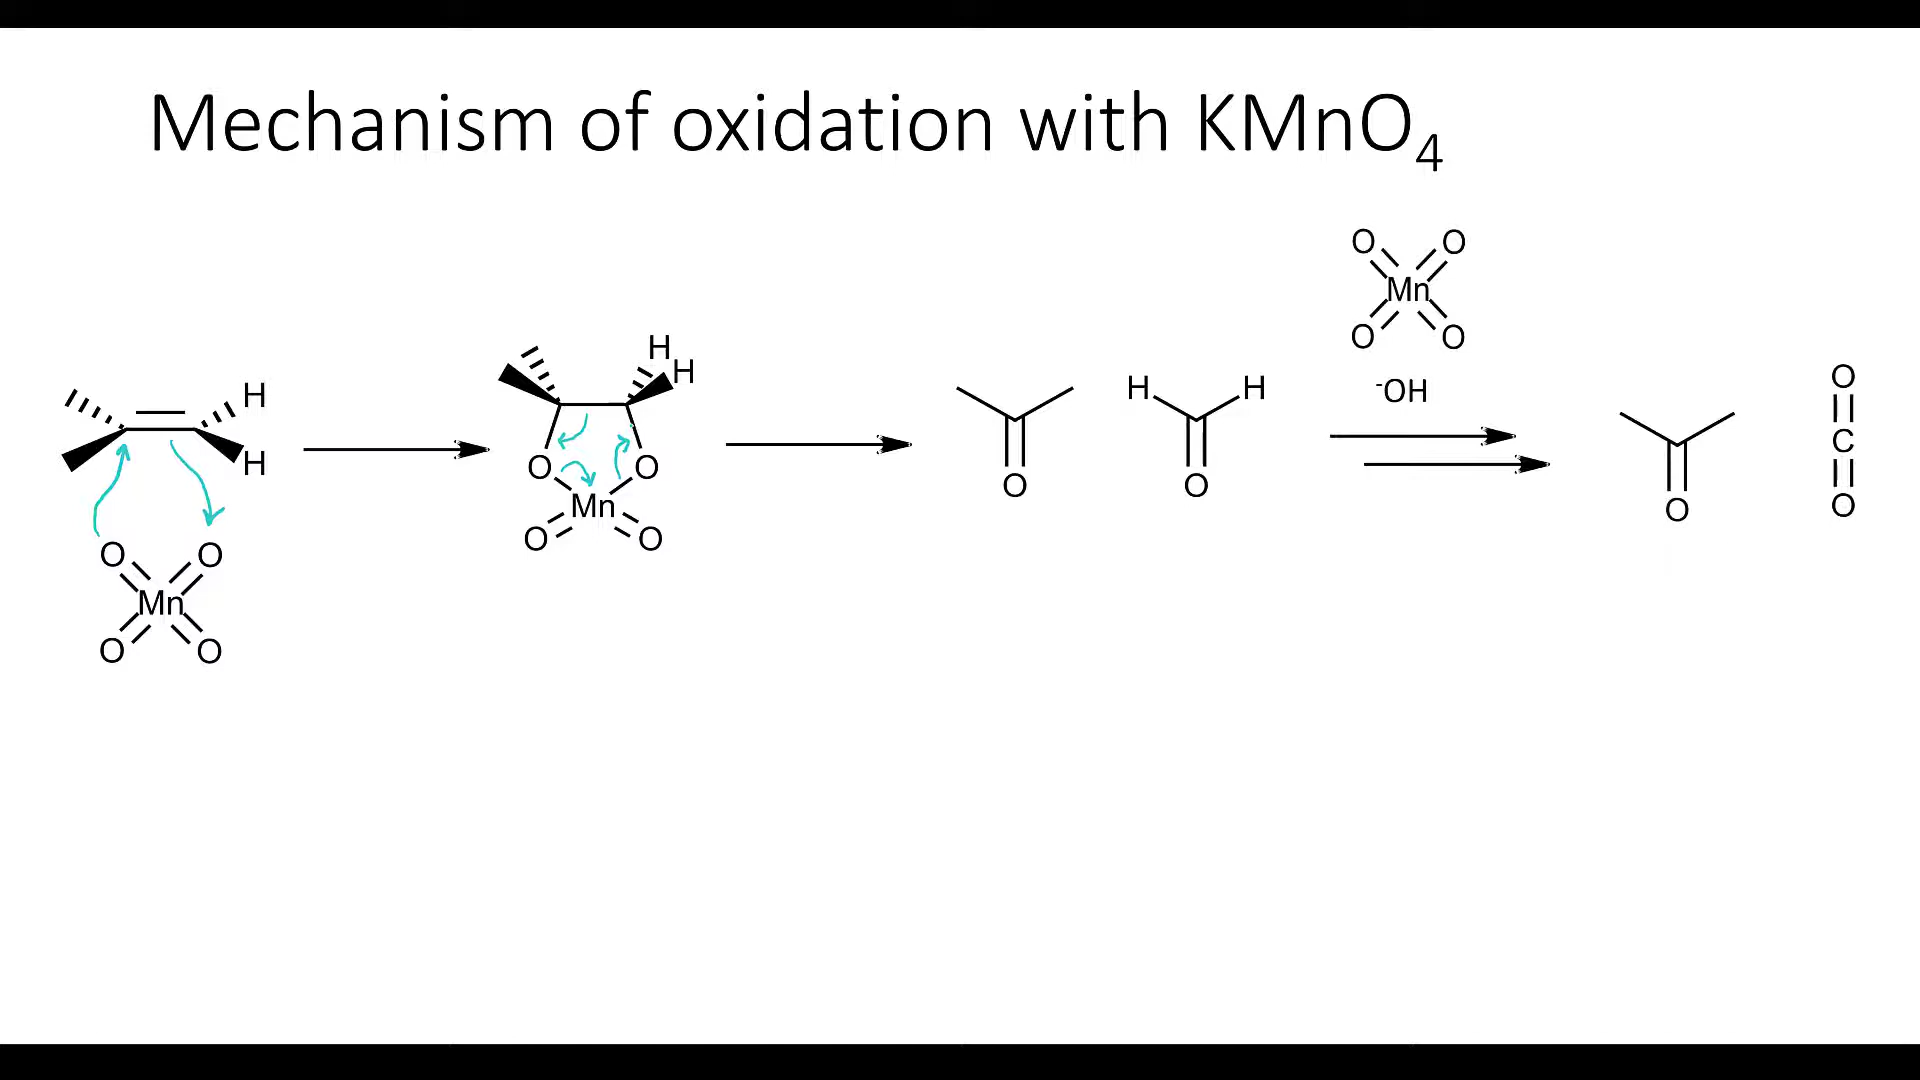 Mechanism of oxidation with KMnO₄
O O
Mn
O O
⁻OH
H
H
O O
Mn
O O
H
H
O O
Mn
O O
O
H H
O
O
O
C
O